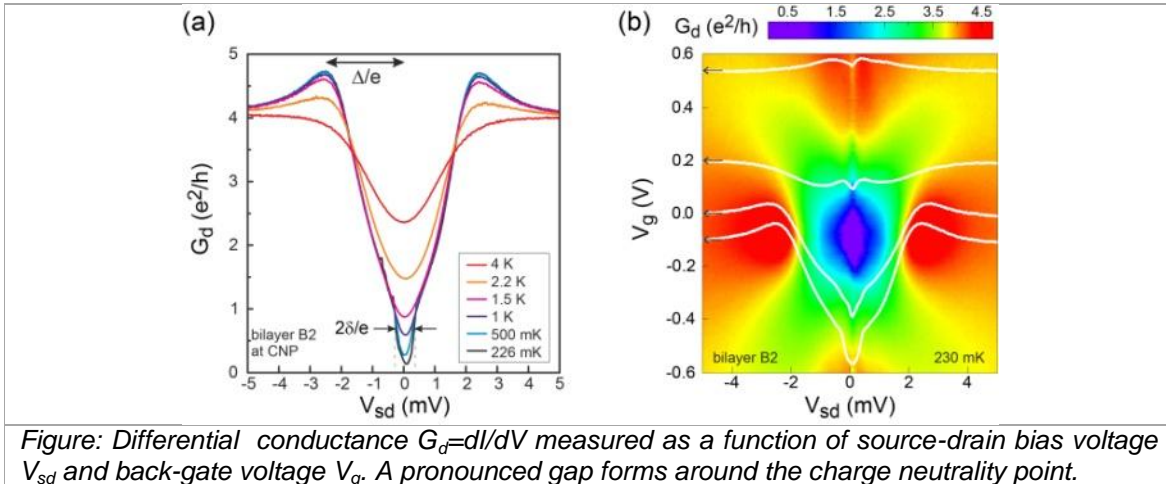 (a)
Δ/e
5
4
3
2
1
0
G_d (e²/h)
4 K
2.2 K
1.5 K
1 K
500 mK
226 mK
2δ/e
bilayer B2
at CNP
-5 -4 -3 -2 -1 0 1 2 3 4 5
V_sd (mV)
(b)
0.5 1.5 2.5 3.5 4.5
G_d (e²/h)
0.6
0.4
0.2
0.0
-0.2
-0.4
-0.6
V_g (V)
bilayer B2 230 mK
-4 -2 0 2 4
V_sd (mV)
Figure: Differential conductance G_d=dI/dV measured as a function of source-drain bias voltage
V_sd and back-gate voltage V_g. A pronounced gap forms around the charge neutrality point.